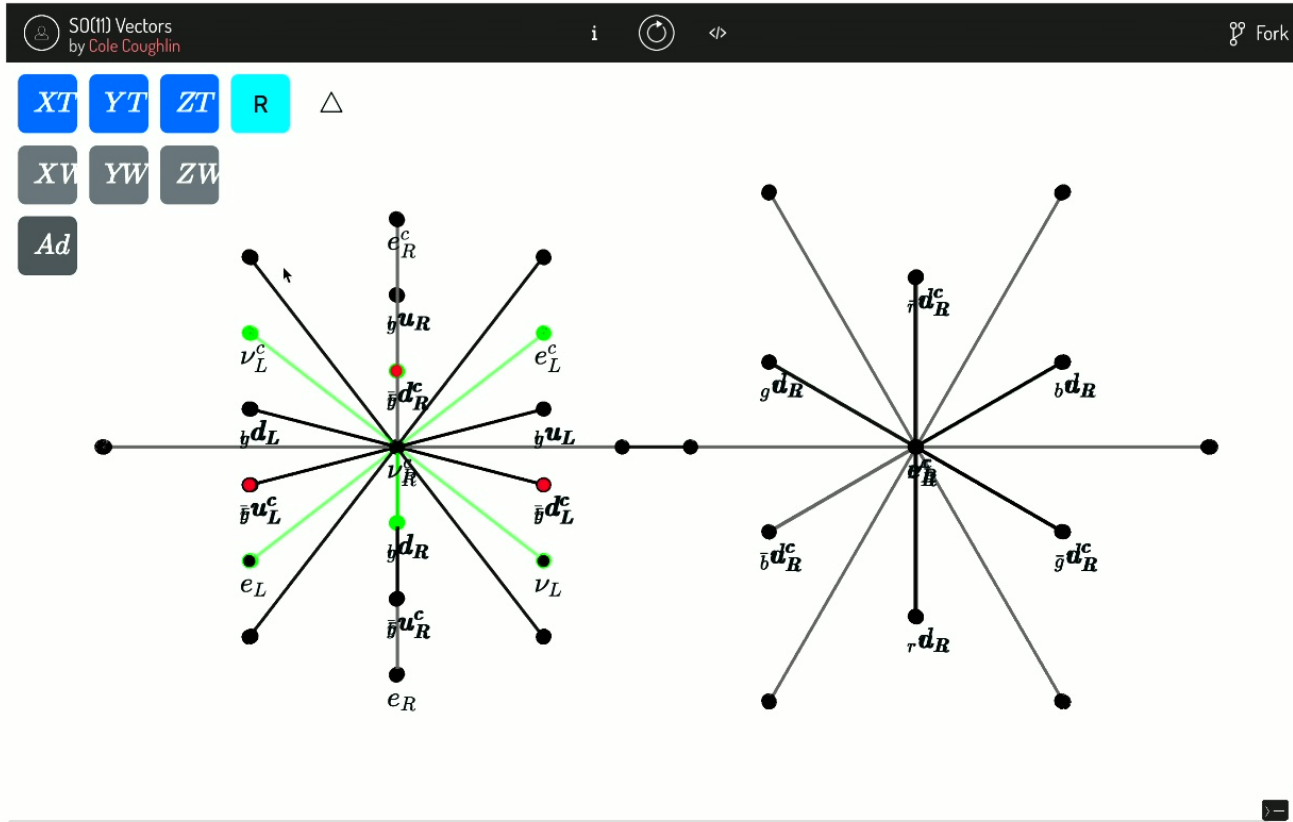 SO(11) Vectors
by Cole Coughlin
i
</>
Fork
XT YT ZT R △
XW YW ZW
Ad
e_R^c
u_R
ν_L^c
e_L^c
d_R^c
d_L
u_L
ν_R^c
u_L^c
d_L^c
d_R
e_L
ν_L
u_R^c
e_R
r̄ d_R^c
g d_R
b d_R
b̄ d_R^c
ḡ d_R^c
r d_R